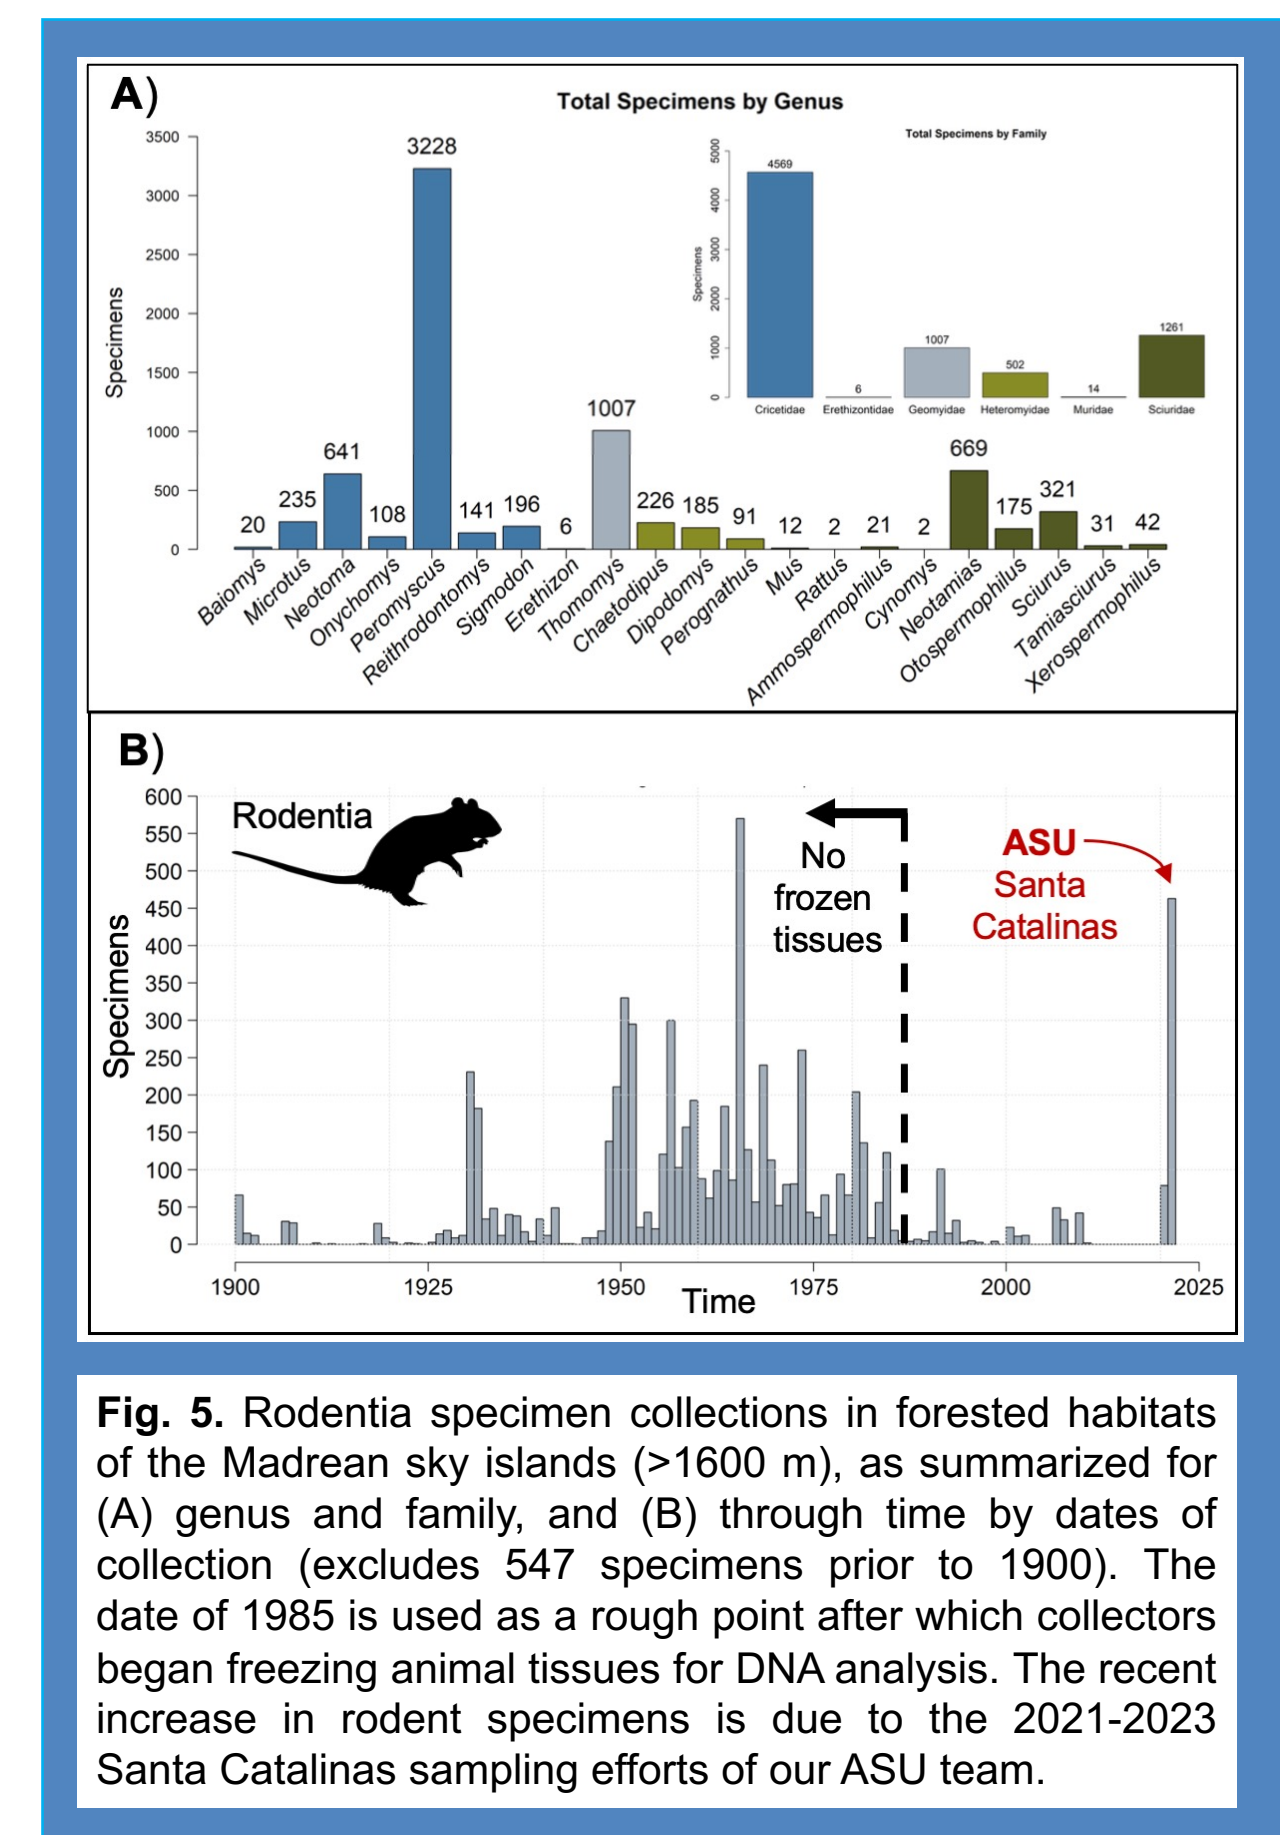 A)
Total Specimens by Genus
Total Specimens by Family
Specimens
3500
3000
2500
2000
1500
1000
500
0
20
235
641
108
3228
141
196
6
1007
226
185
91
12
2
21
2
669
175
321
31
42
Baiomys
Microtus
Neotoma
Onychomys
Peromyscus
Reithrodontomys
Sigmodon
Erethizon
Thomomys
Chaetodipus
Dipodomys
Perognathus
Mus
Rattus
Ammospermophilus
Cynomys
Neotamias
Otospermophilus
Sciurus
Tamiasciurus
Xerospermophilus
Specimens
5000
4000
3000
2000
1000
0
4569
6
1007
502
14
1261
Cricetidae Erethizontidae Geomyidae Heteromyidae Muridae Sciuridae
B)
Rodentia
No
frozen
tissues
ASU
Santa
Catalinas
Specimens
600
550
500
450
400
350
300
250
200
150
100
50
0
1900 1925 1950 1975 2000 2025
Time
Fig. 5. Rodentia specimen collections in forested habitats
of the Madrean sky islands (>1600 m), as summarized for
(A) genus and family, and (B) through time by dates of
collection (excludes 547 specimens prior to 1900). The
date of 1985 is used as a rough point after which collectors
began freezing animal tissues for DNA analysis. The recent
increase in rodent specimens is due to the 2021-2023
Santa Catalinas sampling efforts of our ASU team.